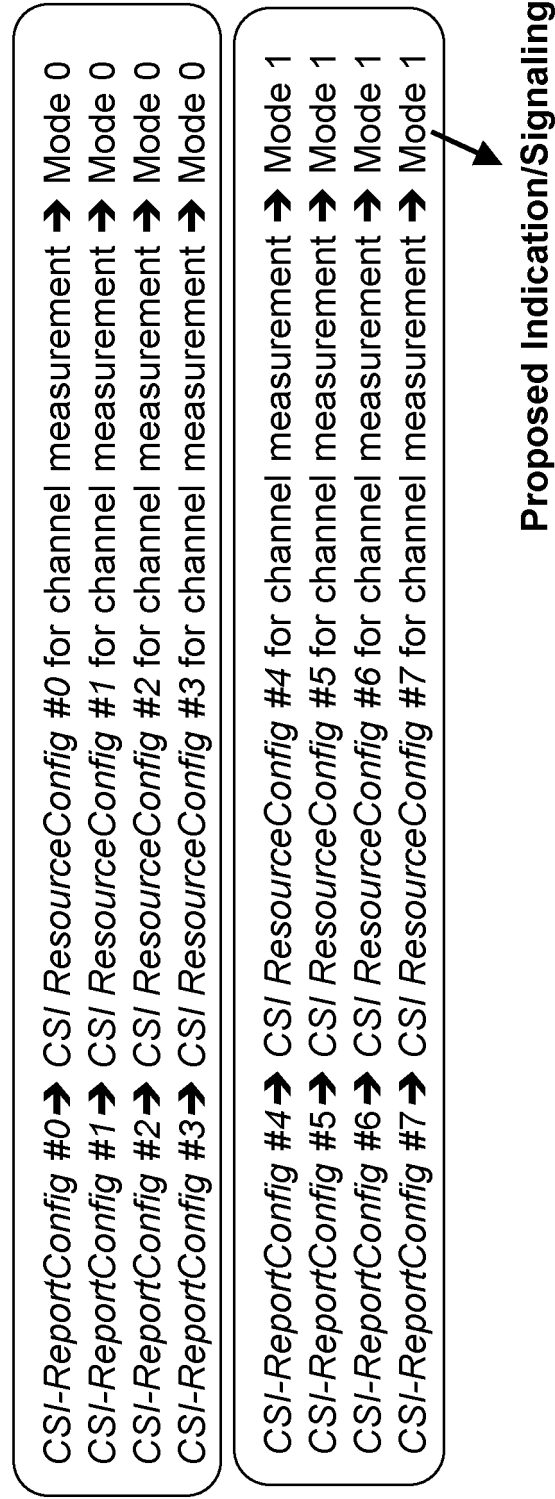 CSI-ReportConfig #0➔ CSI ResourceConfig #0 for channel measurement ➔ Mode 0
CSI-ReportConfig #1➔ CSI ResourceConfig #1 for channel measurement ➔ Mode 0
CSI-ReportConfig #2➔ CSI ResourceConfig #2 for channel measurement ➔ Mode 0
CSI-ReportConfig #3➔ CSI ResourceConfig #3 for channel measurement ➔ Mode 0
CSI-ReportConfig #4➔ CSI ResourceConfig #4 for channel measurement ➔ Mode 1
CSI-ReportConfig #5➔ CSI ResourceConfig #5 for channel measurement ➔ Mode 1
CSI-ReportConfig #6➔ CSI ResourceConfig #6 for channel measurement ➔ Mode 1
CSI-ReportConfig #7➔ CSI ResourceConfig #7 for channel measurement ➔ Mode 1
Proposed Indication/Signaling